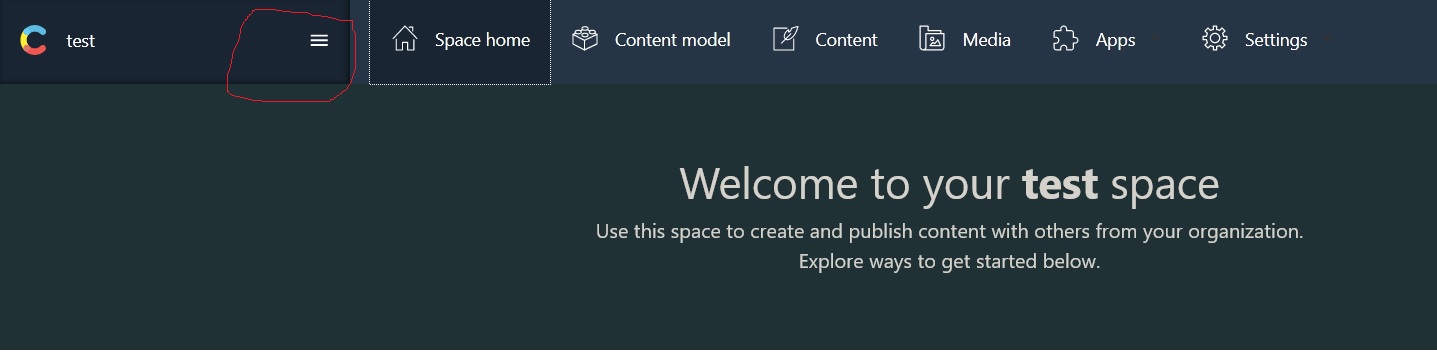 test
Space home
Content model
Content
Media
Apps
Settings
Welcome to your test space
Use this space to create and publish content with others from your organization.
Explore ways to get started below.